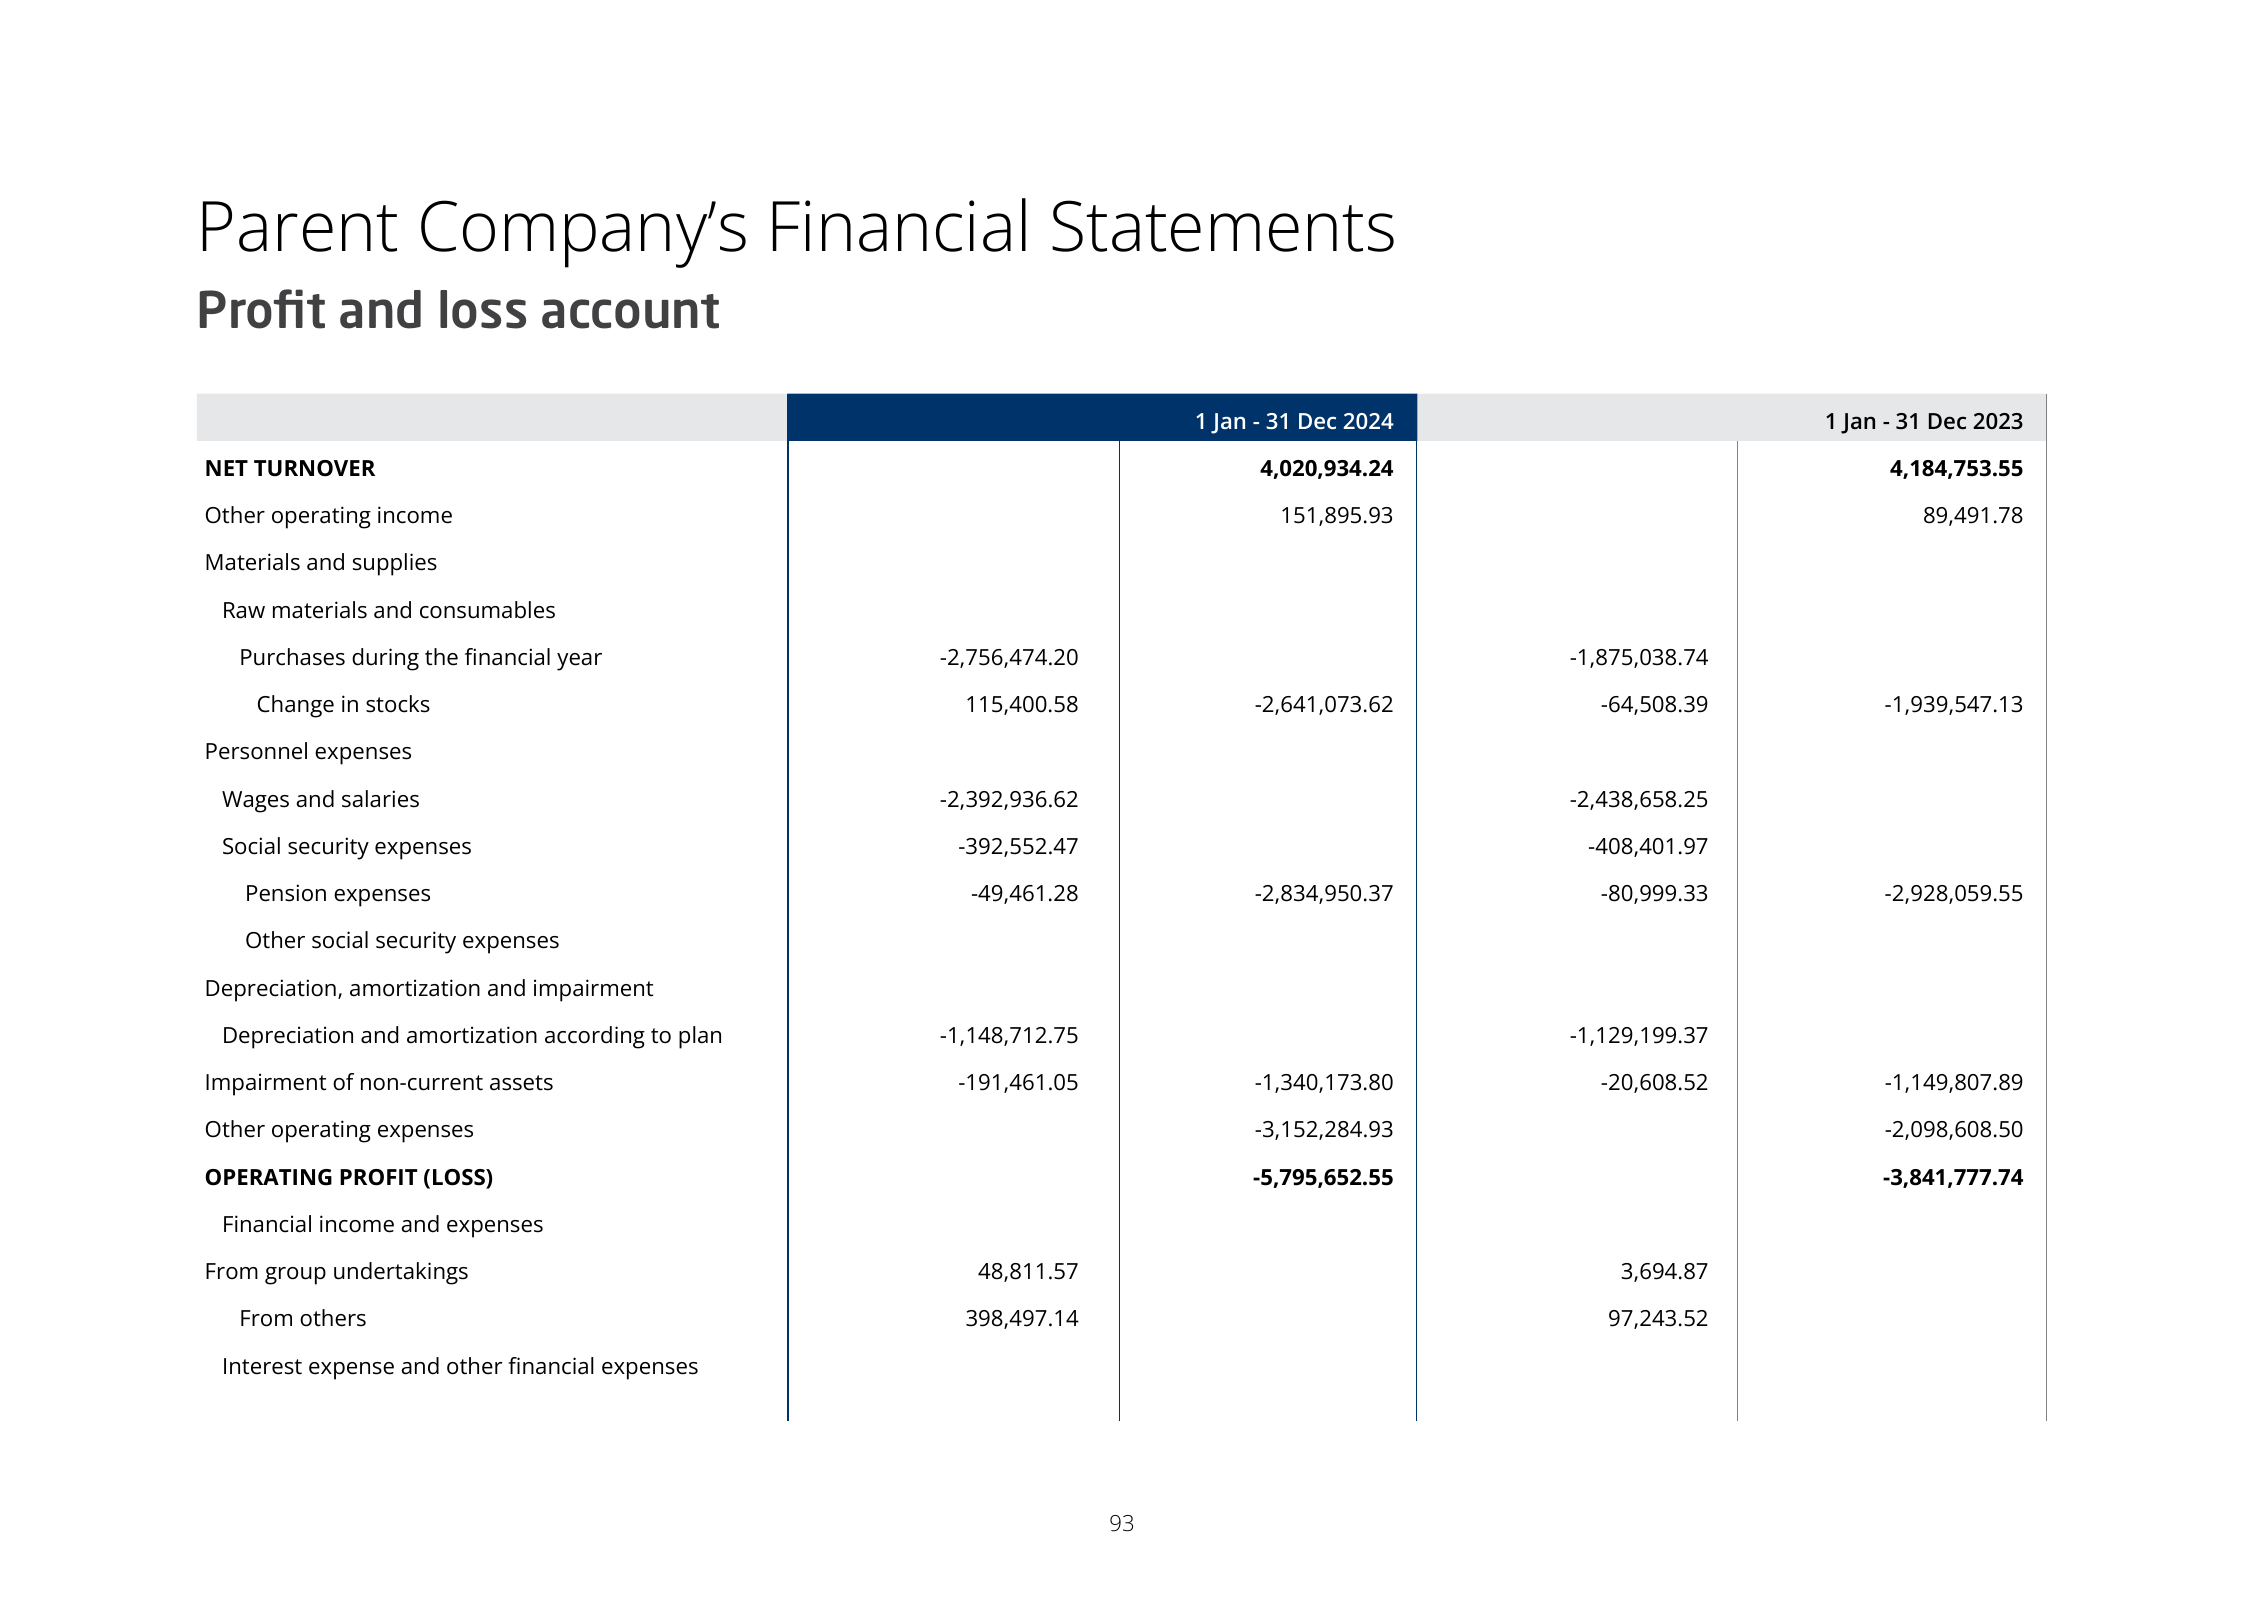 Parent Company’s Financial Statements
Profit and loss account
1 Jan - 31 Dec 2024 1 Jan - 31 Dec 2023
NET TURNOVER 4,020,934.24 4,184,753.55
Other operating income 151,895.93 89,491.78
Materials and supplies
Raw materials and consumables
Purchases during the financial year -2,756,474.20 -1,875,038.74
Change in stocks 115,400.58 -2,641,073.62 -64,508.39 -1,939,547.13
Personnel expenses
Wages and salaries -2,392,936.62 -2,438,658.25
Social security expenses -392,552.47 -408,401.97
Pension expenses -49,461.28 -2,834,950.37 -80,999.33 -2,928,059.55
Other social security expenses
Depreciation, amortization and impairment
Depreciation and amortization according to plan -1,148,712.75 -1,129,199.37
Impairment of non-current assets -191,461.05 -1,340,173.80 -20,608.52 -1,149,807.89
Other operating expenses -3,152,284.93 -2,098,608.50
OPERATING PROFIT (LOSS) -5,795,652.55 -3,841,777.74
Financial income and expenses
From group undertakings 48,811.57 3,694.87
From others 398,497.14 97,243.52
Interest expense and other financial expenses
93